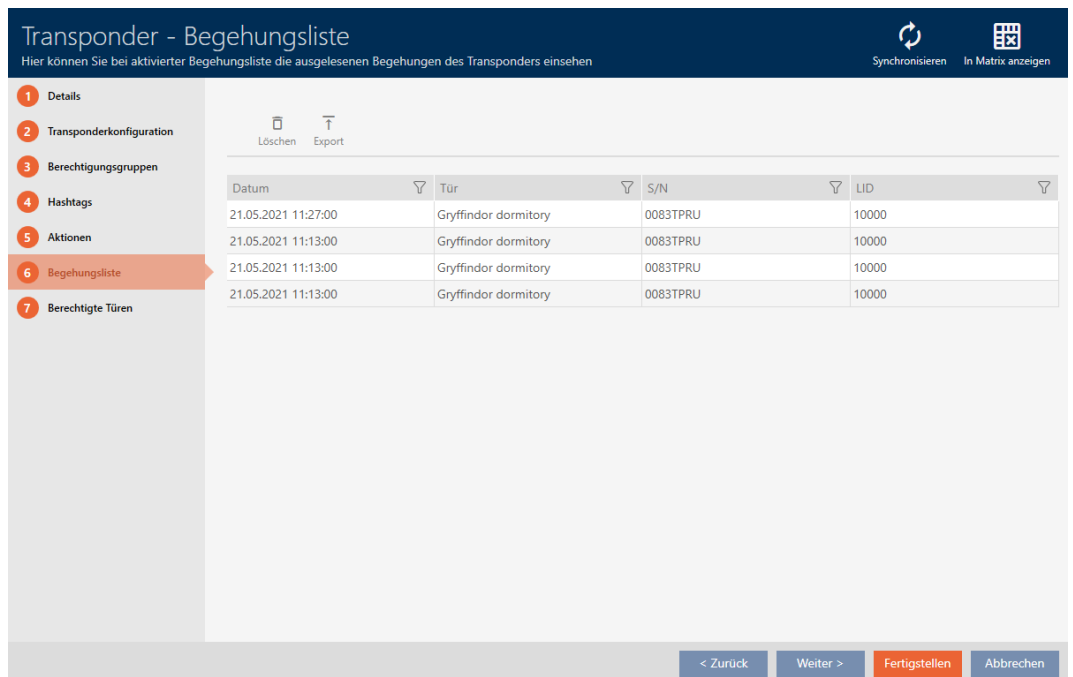 Transponder - Begehungsliste
Hier können Sie bei aktivierter Begehungsliste die ausgelesenen Begehungen des Transponders einsehen
Synchronisieren
In Matrix anzeigen
1 Details
2 Transponderkonfiguration
3 Berechtigungsgruppen
4 Hashtags
5 Aktionen
6 Begehungsliste
7 Berechtigte Türen
Löschen Export
Datum Tür S/N LID
21.05.2021 11:27:00 Gryffindor dormitory 0083TPRU 10000
21.05.2021 11:13:00 Gryffindor dormitory 0083TPRU 10000
21.05.2021 11:13:00 Gryffindor dormitory 0083TPRU 10000
21.05.2021 11:13:00 Gryffindor dormitory 0083TPRU 10000
< Zurück Weiter > Fertigstellen Abbrechen